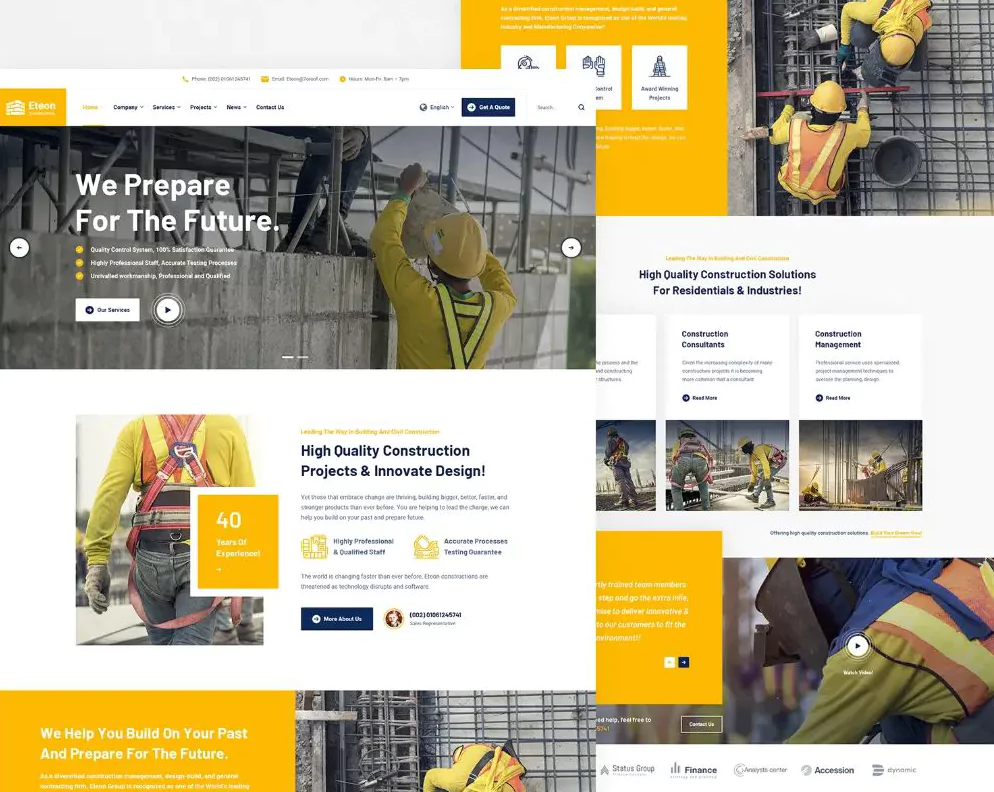 Phone: (002) 01061245741
Email: Eteon@7oroof.com
Hours: Mon-Fri: 8am – 7pm
Eteon
Home
Company
Services
Projects
News
Contact Us
English
Get A Quote
Search
We Prepare
For The Future.
Quality Control System, 100% Satisfaction Guarantee
Highly Professional Staff, Accurate Testing Processes
Unrivalled workmanship, Professional and Qualified
Our Services
40
Years Of
Experience!
Leading The Way In Building And Civil Construction
High Quality Construction
Projects & Innovate Design!
Yet those that embrace change are thriving, building bigger, better, faster, and
stronger products than ever before. You are helping to lead the change; we can
help you build on your past and prepare future.
Highly Professional
& Qualified Staff
Accurate Processes
Testing Guarantee
The world is changing faster than ever before, Eteon constructions are
threatened as technology disrupts and software.
More About Us
(002) 01061245741
Sales Representative
We Help You Build On Your Past
And Prepare For The Future.
As a diversified construction management, design-build, and general
contracting firm, Eteon Group is recognized as one of the World's leading
As a diversified construction management, design-build, and general
contracting firm, Eteon Group is recognized as one of the World's leading
Industry and Manufacturing Corporation"
Control
Award Winning
Projects
Leading The Way In Building And Civil Construction
High Quality Construction Solutions
For Residentials & Industries!
process and the
and constructing
structures.
Construction
Consultants
Given the increasing complexity of many
construction projects it is becoming
more common that a consultant
Read More
Construction
Management
Professional service uses specialized,
project management techniques to
oversee the planning, design
Read More
Offering high quality construction solutions. Build Your Dream Now!
trained team members
step and go the extra mile,
to deliver innovative &
to our customers to fit the
Watch Video!
help, feel free to
5741
Contact Us
Status Group
Finance
Analysts center
Accession
dynamic